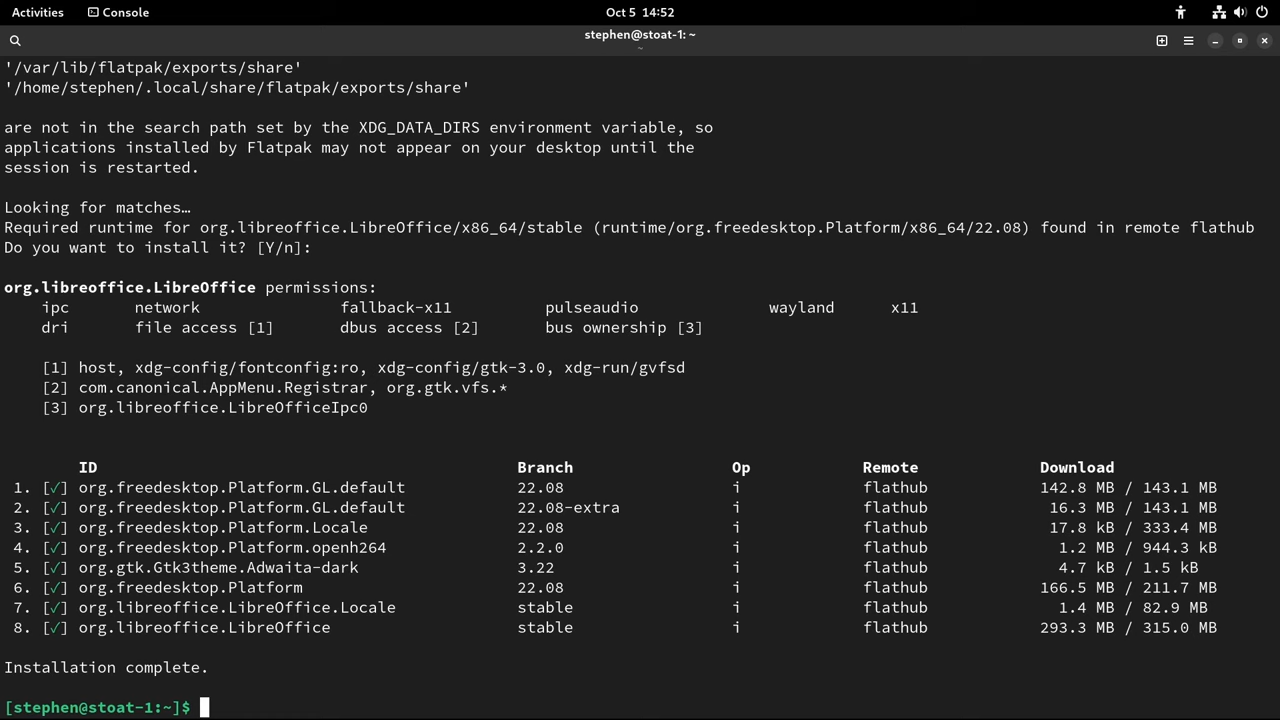 Activities Console Oct 5 14:52
stephen@stoat-1: ~
~
'/var/lib/flatpak/exports/share'
'/home/stephen/.local/share/flatpak/exports/share'
are not in the search path set by the XDG_DATA_DIRS environment variable, so
applications installed by Flatpak may not appear on your desktop until the
session is restarted.
Looking for matches…
Required runtime for org.libreoffice.LibreOffice/x86_64/stable (runtime/org.freedesktop.Platform/x86_64/22.08) found in remote flathub
Do you want to install it? [Y/n]:
org.libreoffice.LibreOffice permissions:
ipc network fallback-x11 pulseaudio wayland x11
dri file access [1] dbus access [2] bus ownership [3]
[1] host, xdg-config/fontconfig:ro, xdg-config/gtk-3.0, xdg-run/gvfsd
[2] com.canonical.AppMenu.Registrar, org.gtk.vfs.*
[3] org.libreoffice.LibreOfficeIpc0
ID Branch Op Remote Download
1. [✓] org.freedesktop.Platform.GL.default 22.08 i flathub 142.8 MB / 143.1 MB
2. [✓] org.freedesktop.Platform.GL.default 22.08-extra i flathub 16.3 MB / 143.1 MB
3. [✓] org.freedesktop.Platform.Locale 22.08 i flathub 17.8 kB / 333.4 MB
4. [✓] org.freedesktop.Platform.openh264 2.2.0 i flathub 1.2 MB / 944.3 kB
5. [✓] org.gtk.Gtk3theme.Adwaita-dark 3.22 i flathub 4.7 kB / 1.5 kB
6. [✓] org.freedesktop.Platform 22.08 i flathub 166.5 MB / 211.7 MB
7. [✓] org.libreoffice.LibreOffice.Locale stable i flathub 1.4 MB / 82.9 MB
8. [✓] org.libreoffice.LibreOffice stable i flathub 293.3 MB / 315.0 MB
Installation complete.
[stephen@stoat-1:~]$